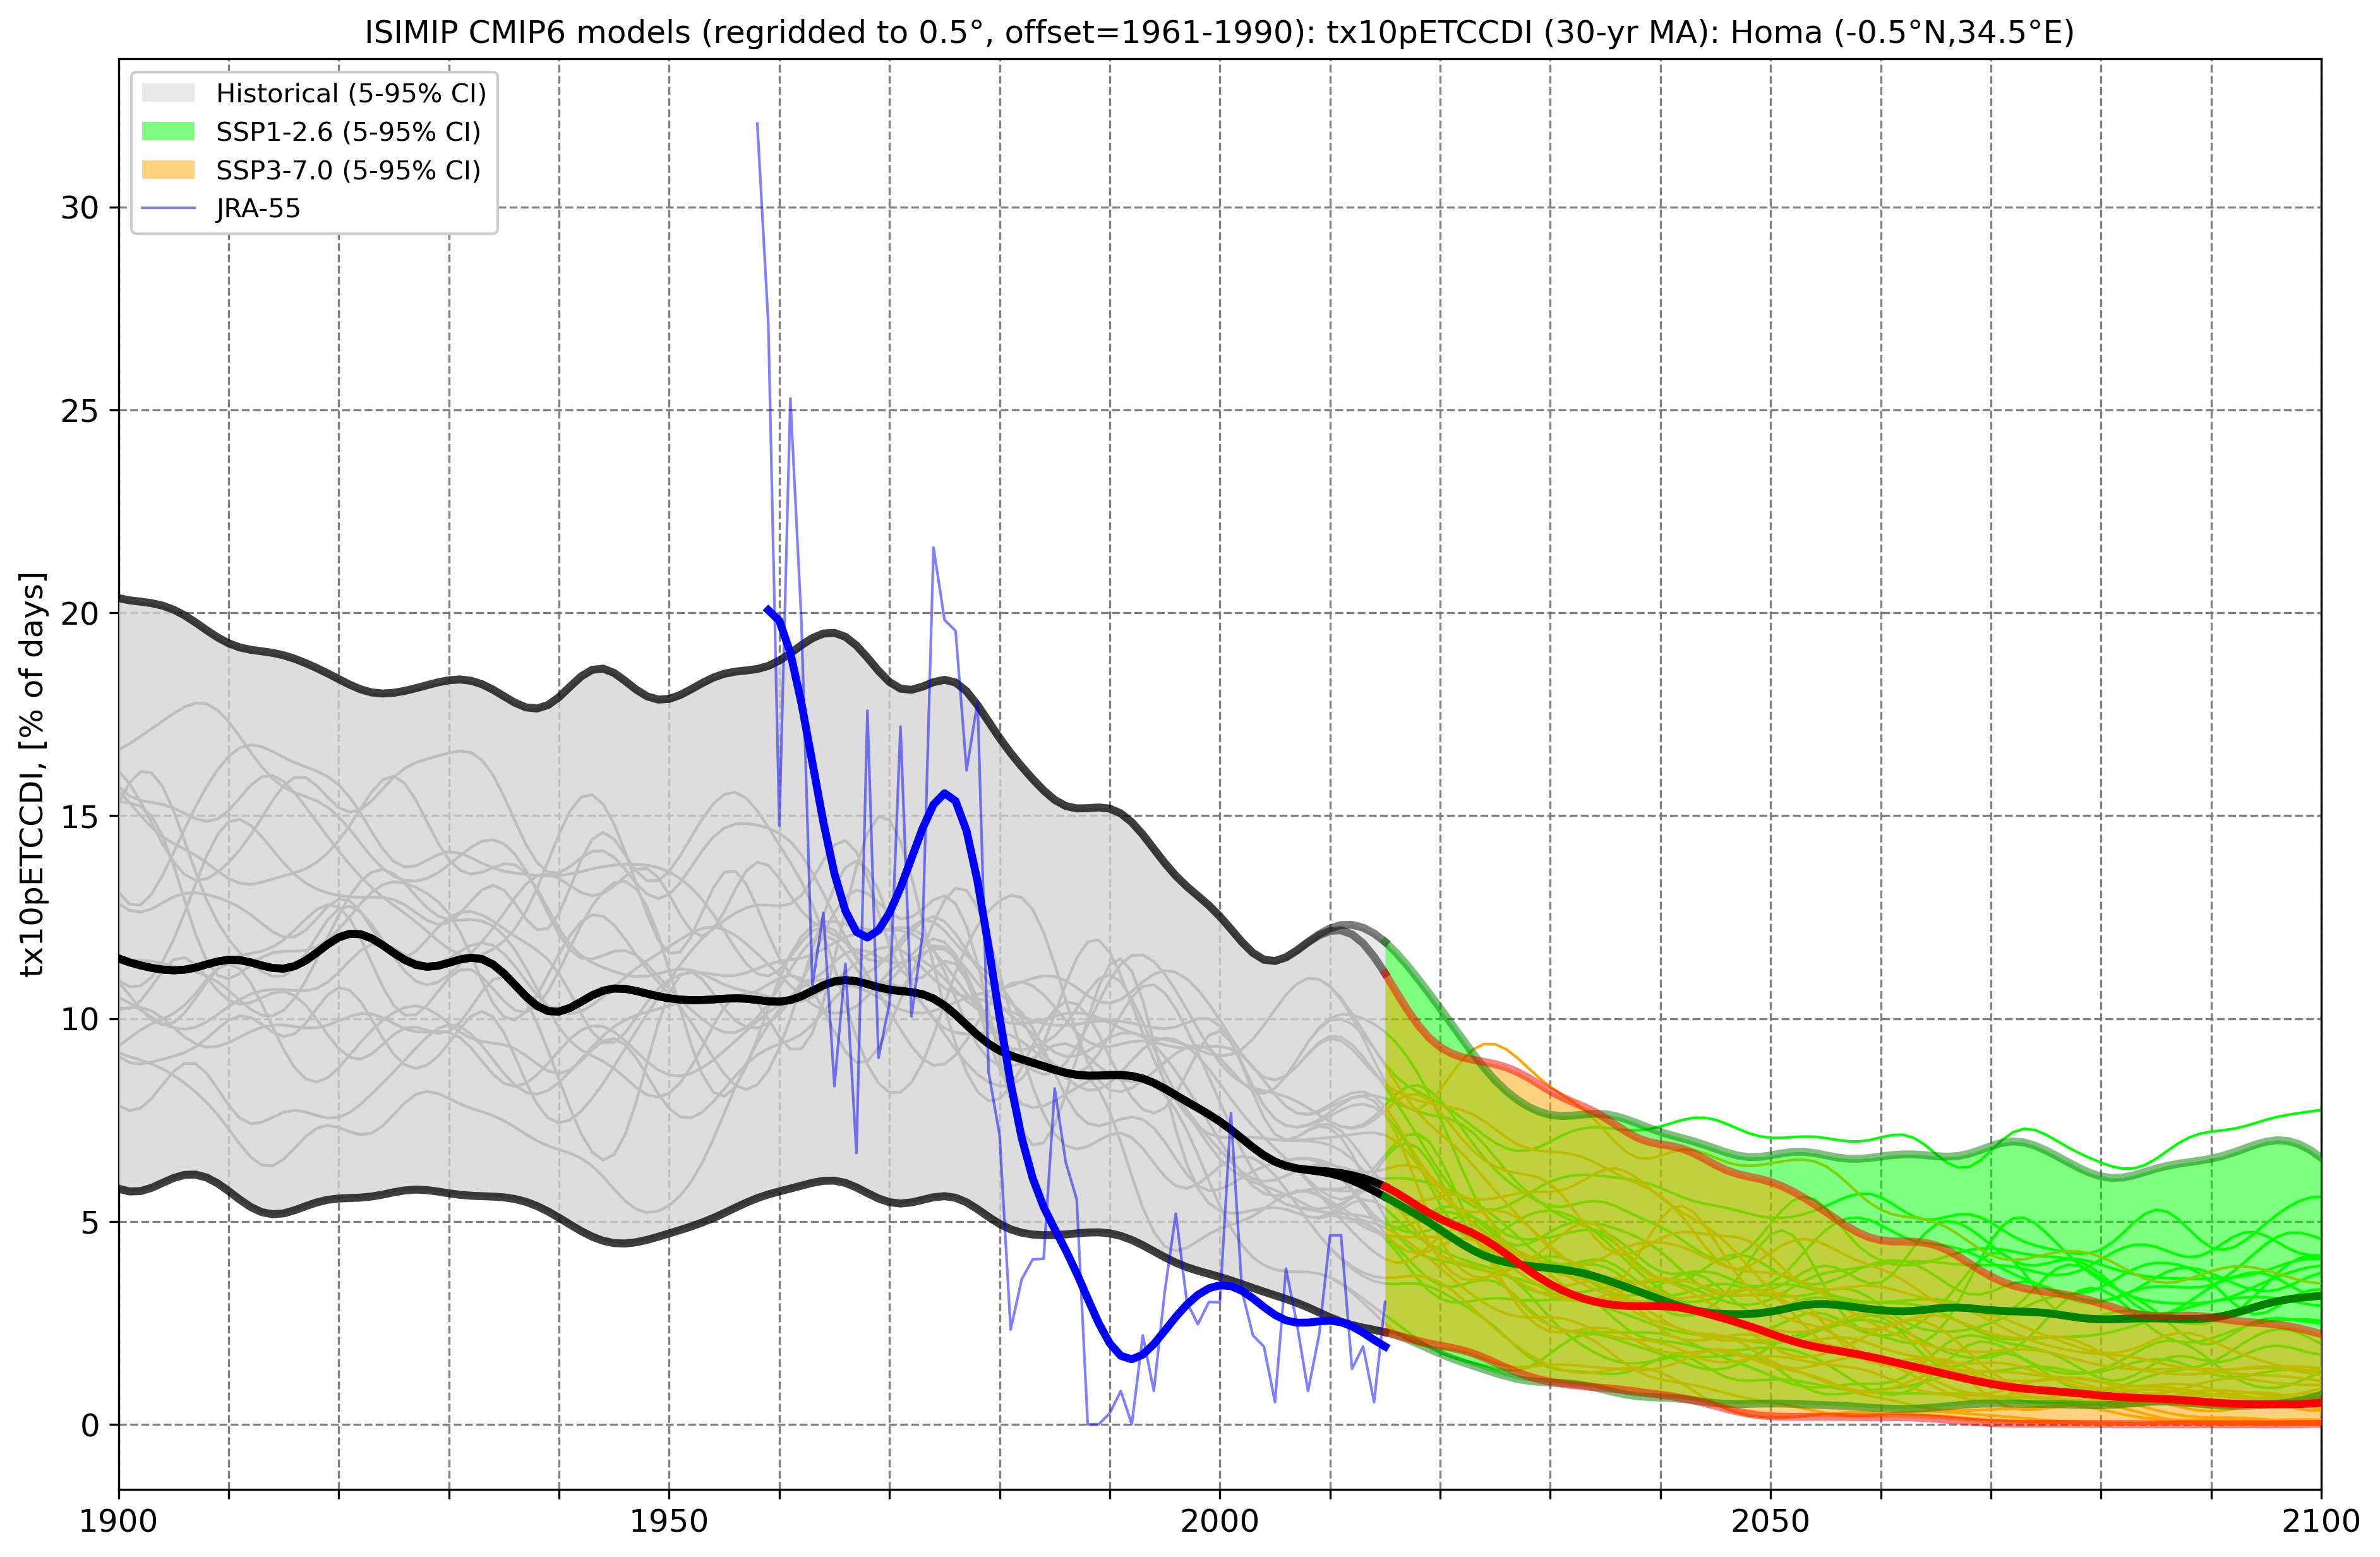 ISIMIP CMIP6 models (regridded to 0.5°, offset=1961-1990): tx10pETCCDI (30-yr MA): Homa (-0.5°N,34.5°E)
Historical (5-95% CI)
SSP1-2.6 (5-95% CI)
SSP3-7.0 (5-95% CI)
JRA-55
tx10pETCCDI, [% of days]
30
25
20
15
10
5
0
1900
1950
2000
2050
2100